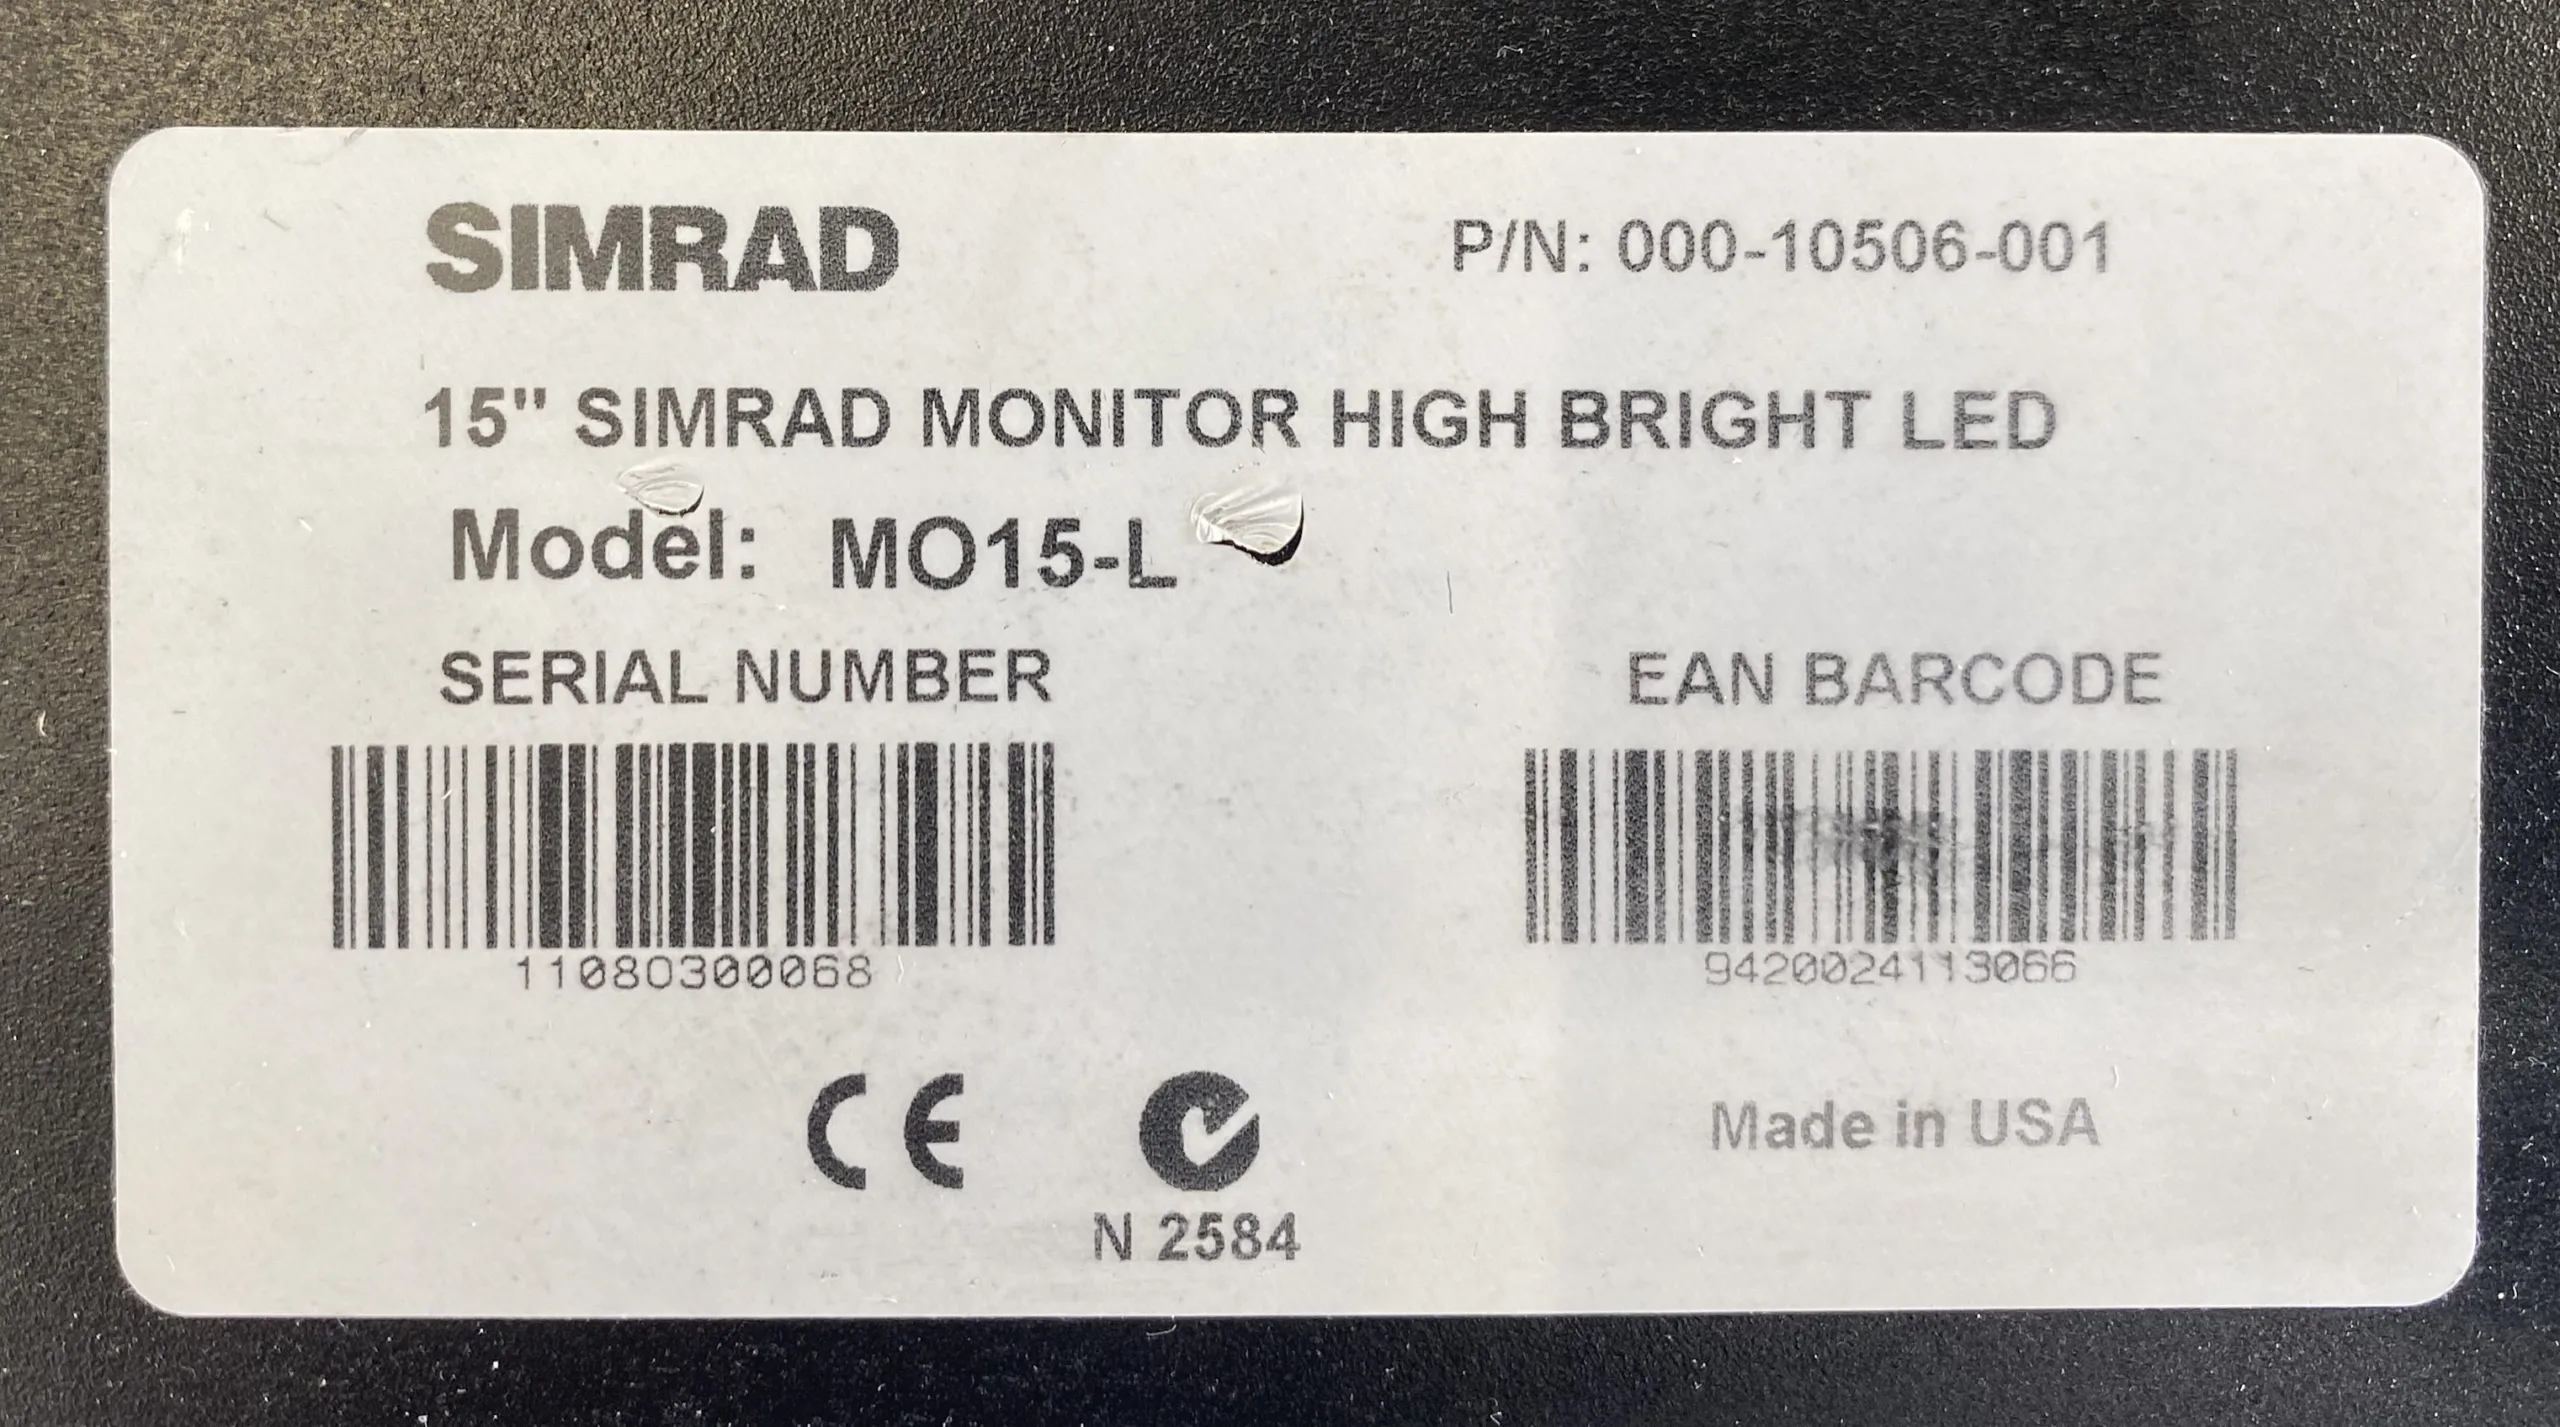 SIMRAD
P/N: 000-10506-001
15" SIMRAD MONITOR HIGH BRIGHT LED
Model: MO15-L
SERIAL NUMBER
EAN BARCODE
11080300068
9420024113066
CE
Made in USA
N 2584